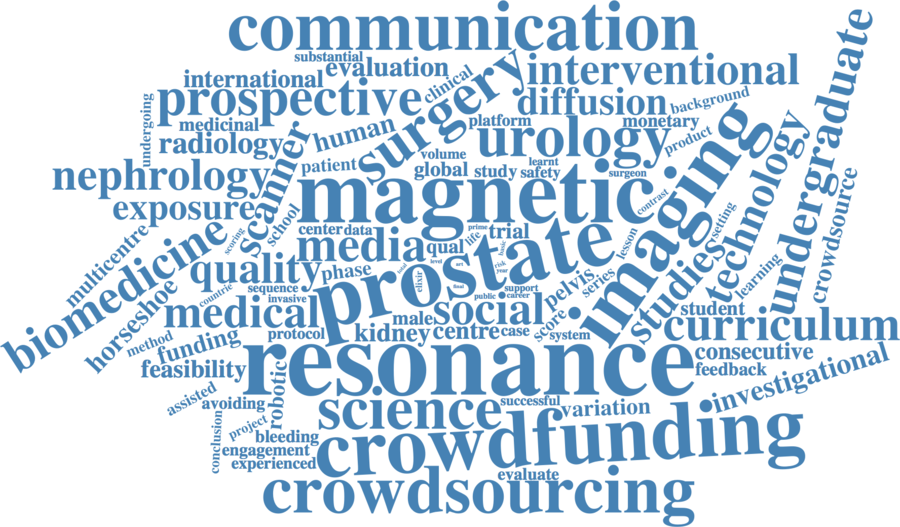 communication
substantial
evaluation
interventional
international
clinical
prospective
surgery
diffusion
background
undergraduate
undergoing
medicinal
human
platform
monetary
radiology
urology
product
imaging
technology
volume
learnt
patient
global
study
safety
surgeon
nephrology
scanner
magnetic
contrast
crowdsource
exposure
school
center
data
prime
trial
setting
multicentre
biomedicine
scoring
media
qual
life
basic
lesson
studies
learning
quality
phase
prostate
level
art
risk
year
total
elixir
final
support
public
career
series
pelvis
horseshoe
countrie
sequence
invasive
medical
male
social
score
student
curriculum
method
funding
protocol
kidney
centre
case
system
feasibility
resonance
consecutive
feedback
investigational
assisted
robotic
avoiding
science
successful
variation
conclusion
project
bleeding
crowdfunding
engagement
experienced
evaluate
crowdsourcing